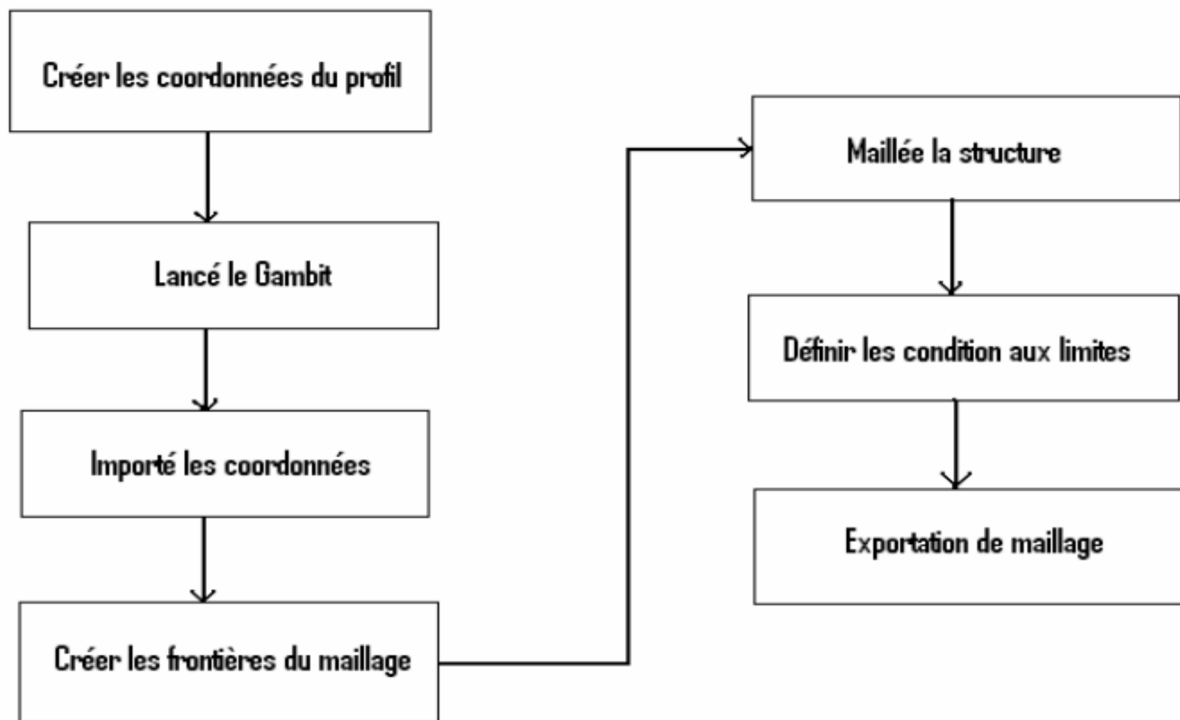 Créer les coordonnées du profil
Lancé le Gambit
Importé les coordonnées
Créer les frontières du maillage
Maillée la structure
Définir les condition aux limites
Exportation de maillage